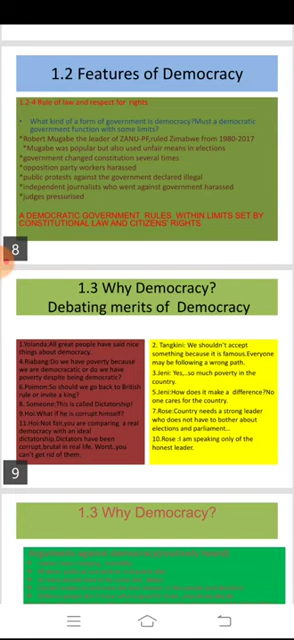 1.2 Features of Democracy
1.2-4 Rule of law and respect for rights
• What kind of a form of government is democracy?Must a democratic
government function with some limits?
*Robert Mugabe the leader of ZANU-PF,ruled Zimabwe from 1980-2017
*Mugabe was popular but also used unfair means in elections
*government changed constitution several times
*opposition party workers harassed
*public protests against the government declared illegal
*independent journalists who went against government harassed
*judges pressurised
A DEMOCRATIC GOVERNMENT RULES WITHIN LIMITS SET BY
CONSTITUTIONAL LAW AND CITIZENS' RIGHTS
8
1.3 Why Democracy?
Debating merits of Democracy
1.Yolanda:All great people have said nice
things about democracy.
4.Riabang:Do we have poverty because
we are democracatic or do we have
poverty despite being democratic?
6.Poimon:So should we go back to British
rule or invite a king?
8. Someone:This is called Dictatorship!
9.Hoi:What if he is corrupt himself?
11.Hoi:Not fair,you are comparing a real
democracy with an ideal
dictatorship.Dictators have been
corrupt,brutal in real life. Worst..you
can't get rid of them.
2. Tangkini: We shouldn't accept
something because it is famous.Everyone
may be following a wrong path.
3.Jeni: Yes,..so much poverty in the
country.
5.Jeni:How does it make a difference?No
one cares for the country.
7.Rose:Country needs a strong leader
who does not have to bother about
elections and parliament...
10.Rose :I am speaking only of the
honest leader.
9
1.3 Why Democracy?